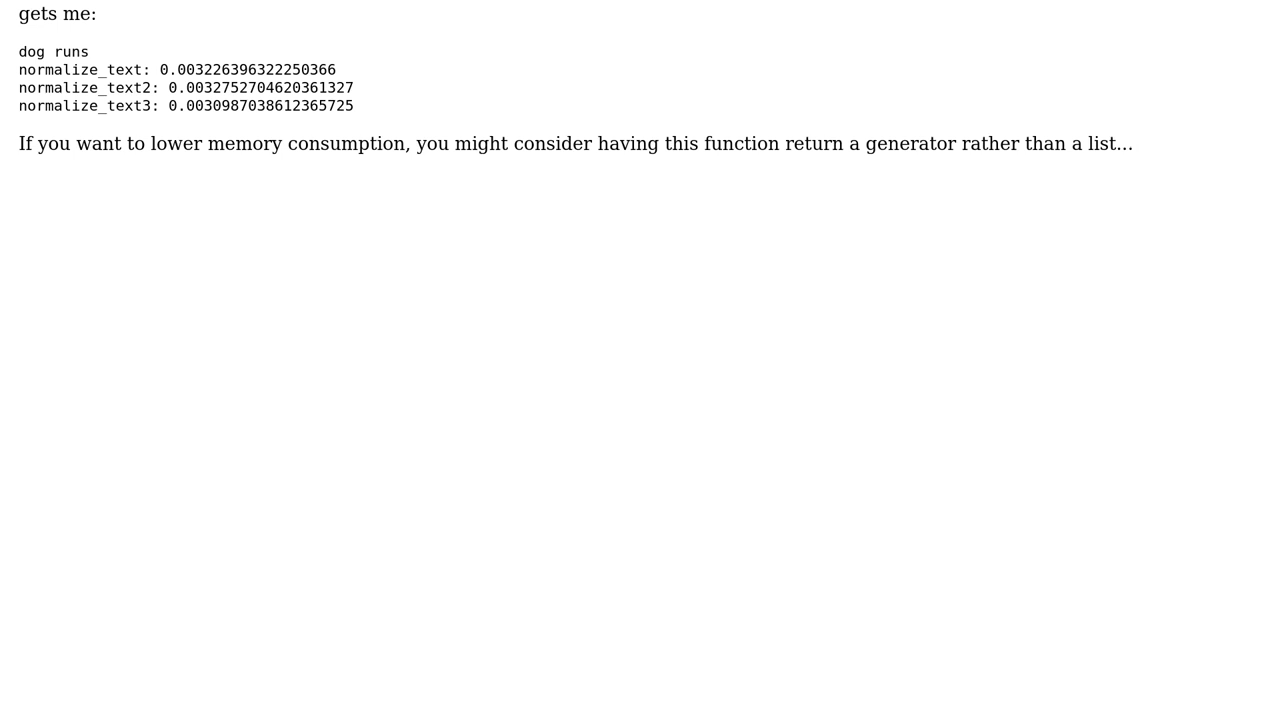 gets me:
dog runs
normalize_text: 0.003226396322250366
normalize_text2: 0.0032752704620361327
normalize_text3: 0.0030987038612365725
If you want to lower memory consumption, you might consider having this function return a generator rather than a list...